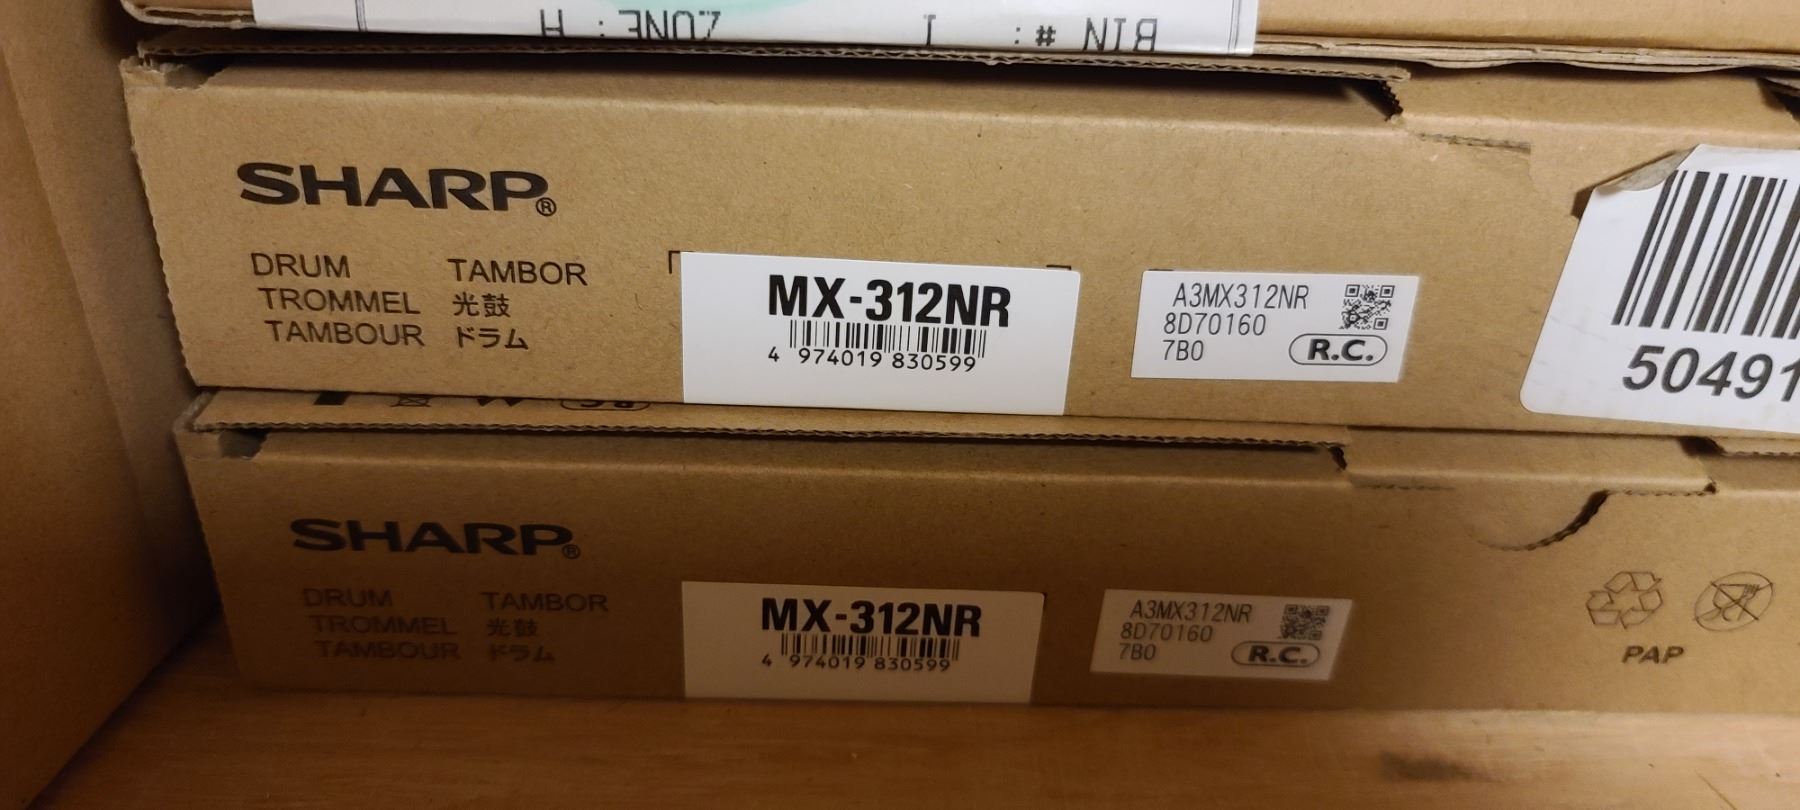 BIN #: I ZONE: H
SHARP®
DRUM TAMBOR
TROMMEL 光鼓
TAMBOUR ドラム
MX-312NR
4 974019 830599
A3MX312NR
8D70160
7B0 R.C.
50491
R.C.
SHARP®
DRUM TAMBOR
TROMMEL 光鼓
TAMBOUR ドラム
MX-312NR
4 974019 830599
A3MX312NR
8D70160
7B0 R.C.
PAP